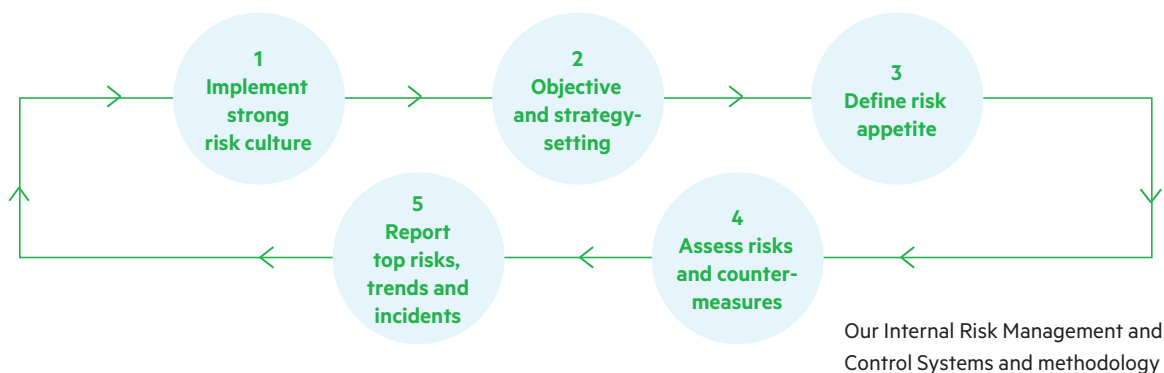 1
Implement
strong
risk culture
2
Objective
and strategy-
setting
3
Define risk
appetite
4
Assess risks
and counter-
measures
5
Report
top risks,
trends and
incidents
Our Internal Risk Management and
Control Systems and methodology